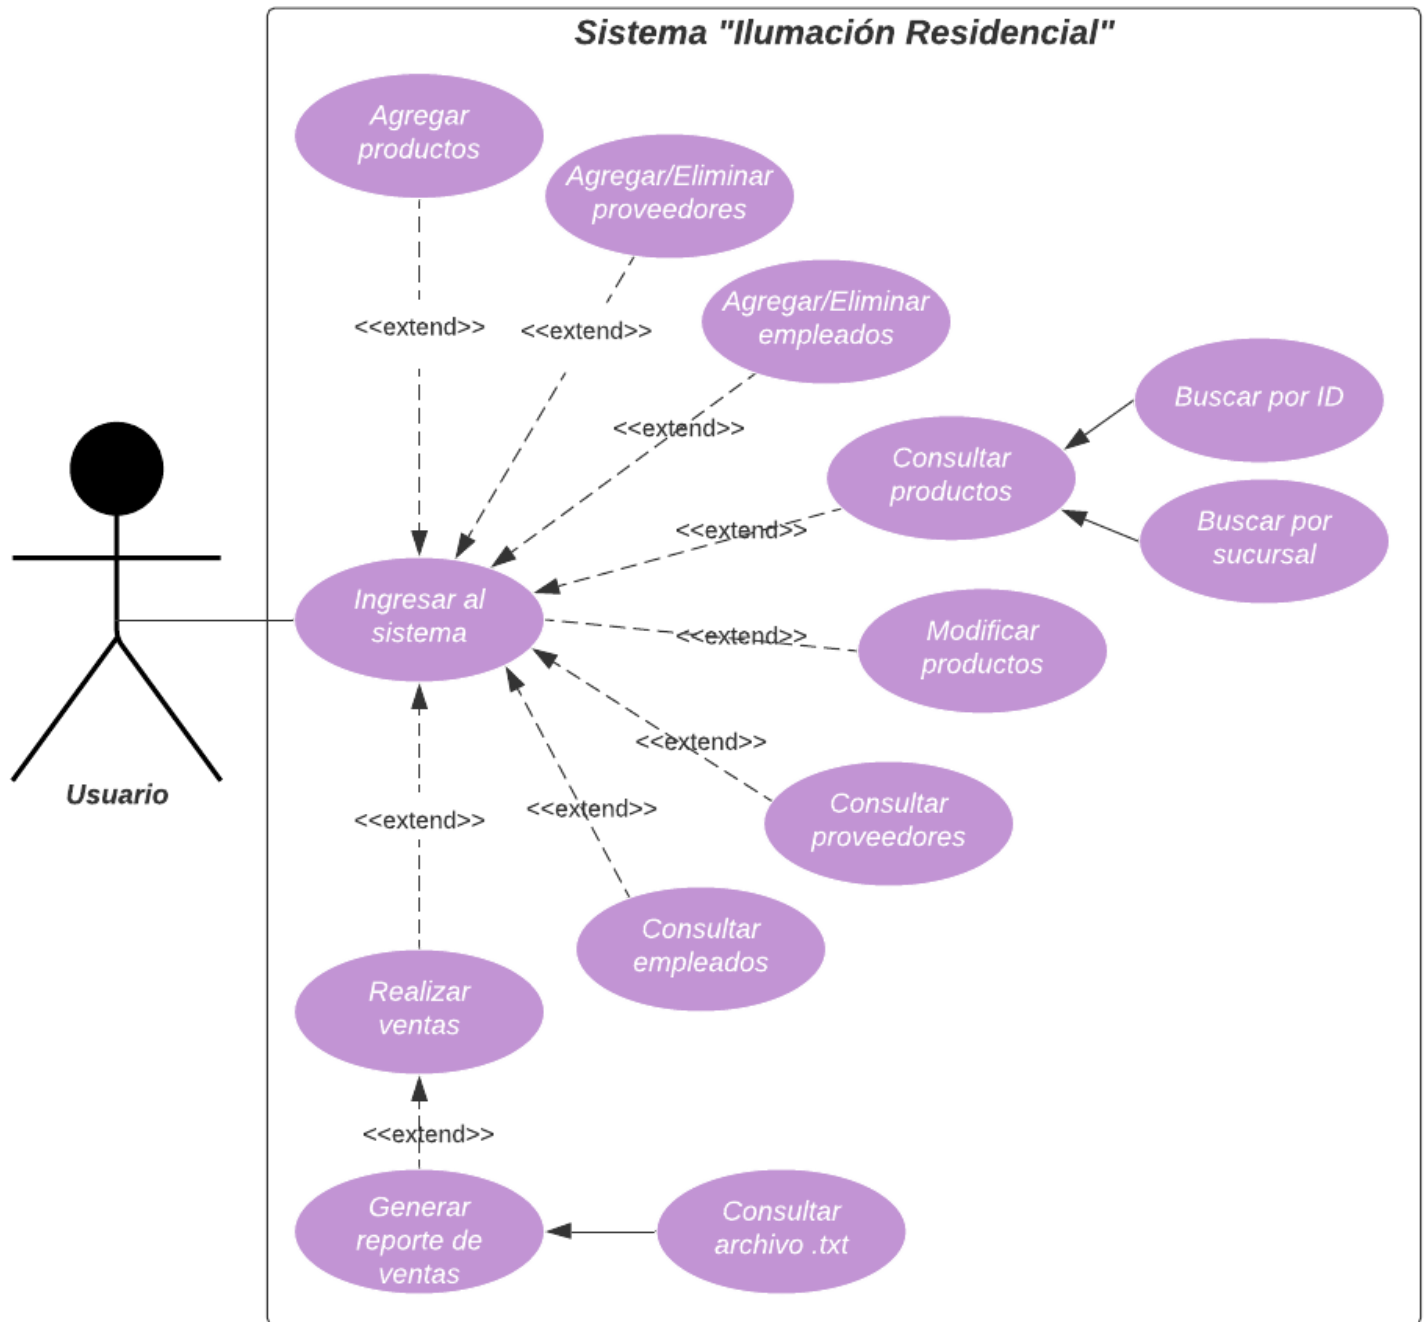 Sistema "Ilumación Residencial"
Agregar
productos
Agregar/Eliminar
proveedores
Agregar/Eliminar
empleados
<<extend>>
<<extend>>
<<extend>>
Buscar por ID
Consultar
productos
Buscar por
sucursal
<<extend>>
Ingresar al
sistema
<<extend>>
Modificar
productos
<<extend>>
Usuario
<<extend>>
<<extend>>
Consultar
proveedores
Consultar
empleados
Realizar
ventas
<<extend>>
Generar
reporte de
ventas
Consultar
archivo .txt